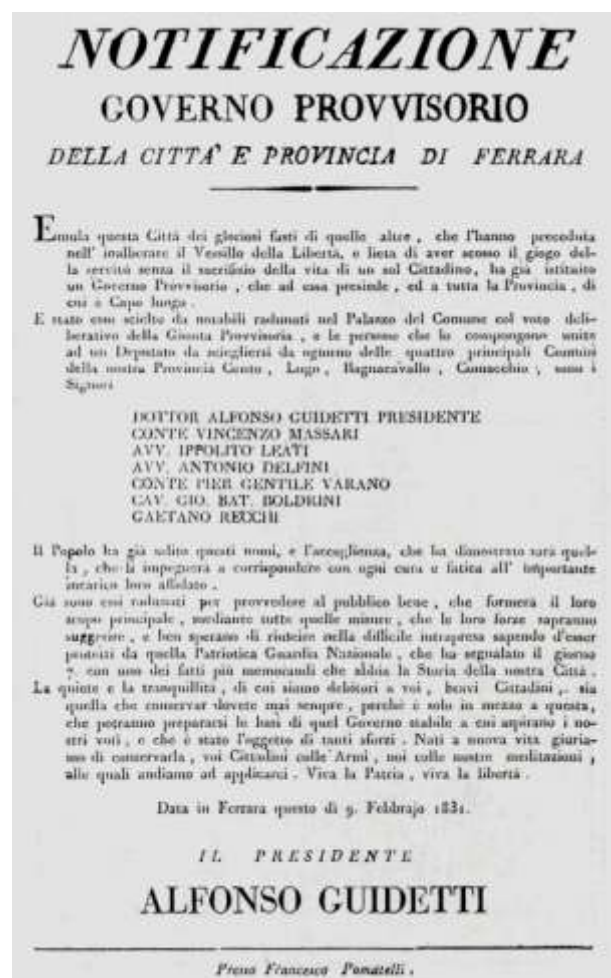 NOTIFICAZIONE
GOVERNO PROVVISORIO
DELLA CITTA' E PROVINCIA DI FERRARA
Emula questa Città dei gloriosi fasti di quelle altre, che l'hanno preceduta
nell' inalberare il Vessillo della Libertà, e lieta di aver scosso il giogo del-
la servitù senza il sacrifizio della vita di un sol Cittadino, ha già istituito
un Governo Provvisorio, che ad essa presiede, ed a tutta la Provincia, di
cui è Capo luogo.
E stato esso scielto da notabili radunati nel Palazzo del Comune col voto deli-
berativo della Giunta Provvisoria, e le persone che lo compongono unite
ad un Deputato da sciegliersi da ognuno delle quattro principali Comuni
della nostra Provincia Cento, Lugo, Bagnacavallo, Comacchio, sono i
Signori
DOTTOR ALFONSO GUIDETTI PRESIDENTE
CONTE VINCENZO MASSARI
AVV. IPPOLITO LEATI
AVV. ANTONIO DELFINI
CONTE PIER GENTILE VARANO
CAV. GIO. BAT. BOLDRINI
GAETANO RECCHI
Il Popolo ha già udito questi nomi, e l'accoglienza, che ha dimostrato sarà quel-
la, che li impegnerà a corrispondere con ogni cura e fatica all' importante
incarico loro affidato.
Già sono essi radunati per provvedere al pubblico bene, che formerà il loro
scopo principale, mediante tutte quelle misure, che le loro forze sapranno
suggerire, e ben sperano di riuscire nella difficile intrapresa sapendo d'esser
protetti da quella Patriotica Guardia Nazionale, che ha segnalato il giorno
7. con uno dei fatti più memorandi che abbia la Storia della nostra Città.
La quiete e la tranquillità, di cui siamo debitori a voi, bravi Cittadini, sia
quella che conservar dovete mai sempre, perchè è solo in mezzo a questa,
che potranno prepararsi le basi di quel Governo stabile a cui aspirano i no-
stri voti, e che è stato l'oggetto di tanti sforzi. Nati a nuova vita giuria-
mo di conservarla, voi Cittadini colle Armi, noi colle nostre meditazioni,
alle quali andiamo ad applicarci. Viva la Patria, viva la libertà.
Data in Ferrara questo dì 9. Febbrajo 1831.
IL PRESIDENTE
ALFONSO GUIDETTI
Presso Francesco Pomatelli.